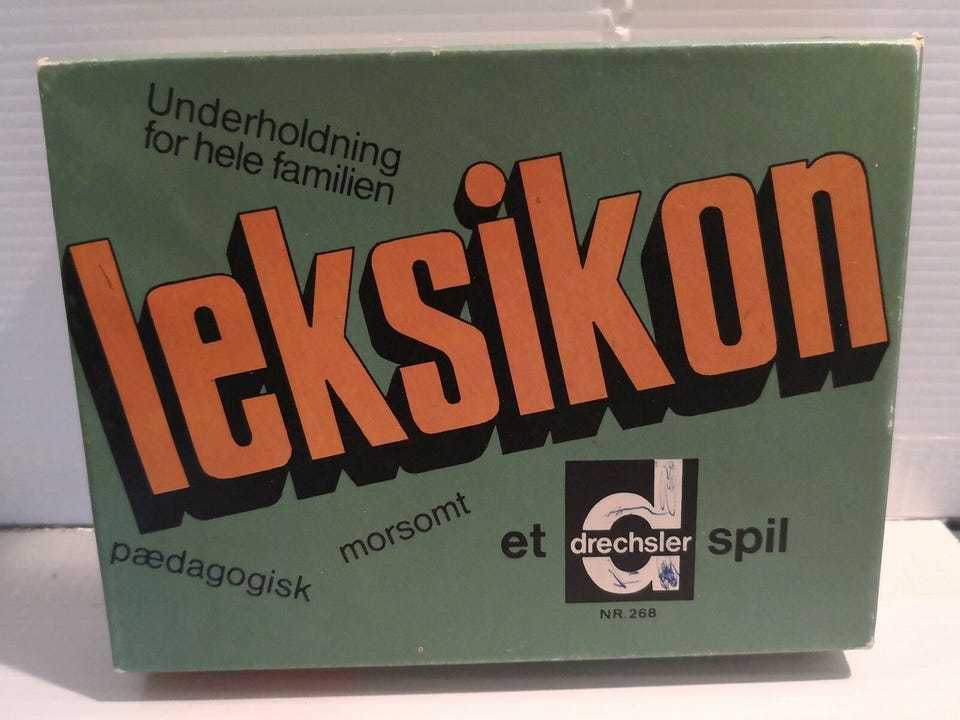 Underholdning
for hele familien
leksikon
pædagogisk
morsomt
et drechsler spil
NR. 268